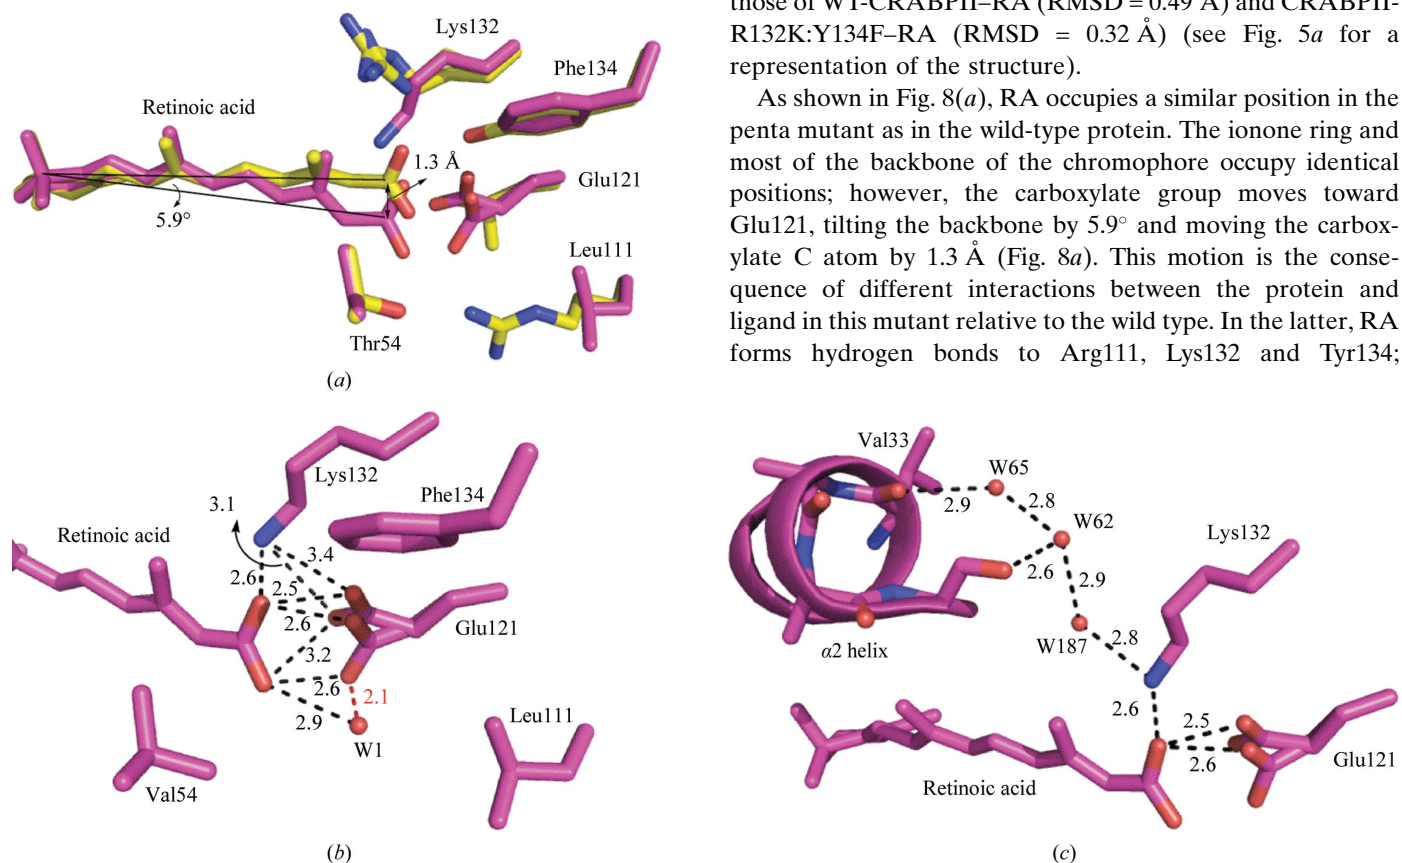 Lys132
Phe134
Retinoic acid
1.3 Å
Glu121
5.9°
Leu111
Thr54
(a)
those of WT-CRABPII–RA (RMSD = 0.49 Å) and CRABPII-
R132K:Y134F–RA (RMSD = 0.32 Å) (see Fig. 5a for a
representation of the structure).
As shown in Fig. 8(a), RA occupies a similar position in the
penta mutant as in the wild-type protein. The ionone ring and
most of the backbone of the chromophore occupy identical
positions; however, the carboxylate group moves toward
Glu121, tilting the backbone by 5.9° and moving the carbox-
ylate C atom by 1.3 Å (Fig. 8a). This motion is the conse-
quence of different interactions between the protein and
ligand in this mutant relative to the wild type. In the latter, RA
forms hydrogen bonds to Arg111, Lys132 and Tyr134;
Lys132
3.1
Phe134
Retinoic acid
3.4
2.6
2.5
2.6
Glu121
3.2
2.6
2.1
2.9
W1
Leu111
Val54
(b)
Val33
W65
2.9
2.8
W62
Lys132
2.6
2.9
W187
2.8
α2 helix
2.6
2.5
2.6
Glu121
Retinoic acid
(c)